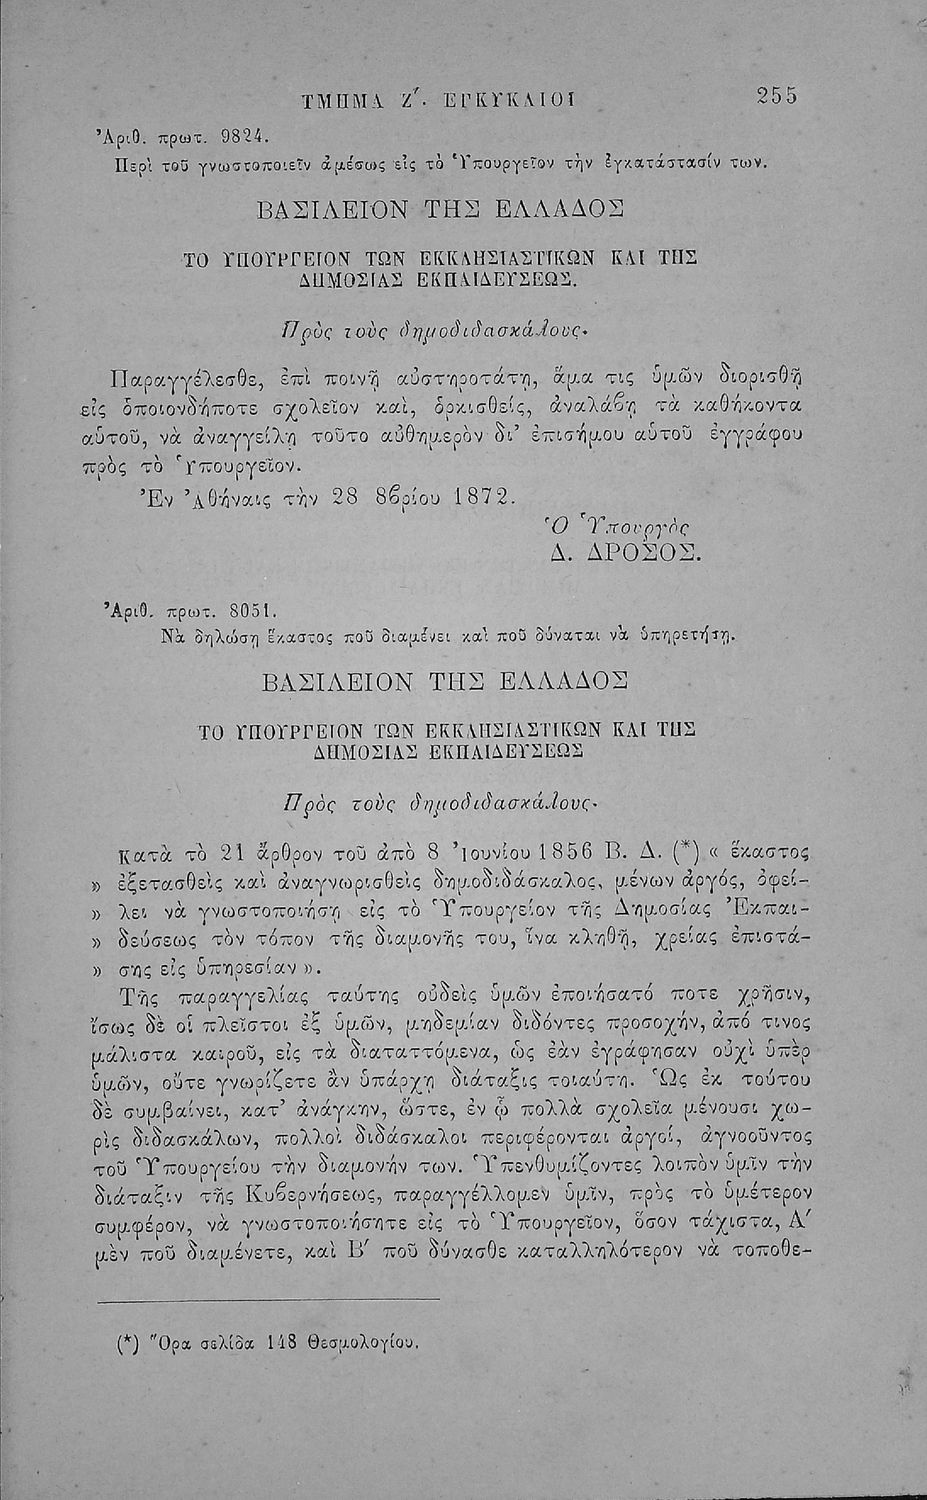 ΤΜΗΜΑ Ζʹ. ΕΓΚΥΚΛΙΟΙ 255
Ἀριθ. πρωτ. 9824.
Περὶ τοῦ γνωστοποιεῖν ἀμέσως εἰς τὸ Ὑπουργεῖον τὴν ἐγκατάστασίν των.
ΒΑΣΙΛΕΙΟΝ ΤΗΣ ΕΛΛΑΔΟΣ
ΤΟ ΥΠΟΥΡΓΕΙΟΝ ΤΩΝ ΕΚΚΛΗΣΙΑΣΤΙΚΩΝ ΚΑΙ ΤΗΣ
ΔΗΜΟΣΙΑΣ ΕΚΠΑΙΔΕΥΣΕΩΣ.
Πρὸς τοὺς δημοδιδασκάλους.
Παραγγέλεσθε, ἐπὶ ποινῇ αὐστηροτάτῃ, ἅμα τις ὑμῶν διορισθῇ
εἰς ὁποιονδήποτε σχολεῖον καὶ, ὁρκισθεὶς, ἀναλάβῃ τὰ καθήκοντα
αὑτοῦ, νὰ ἀναγγείλῃ τοῦτο αὐθημερὸν δι' ἐπισήμου αὑτοῦ ἐγγράφου
πρὸς τὸ Ὑπουργεῖον.
Ἐν Ἀθήναις τὴν 28 8βρίου 1872.
Ὁ Ὑπουργὸς
Δ. ΔΡΟΣΟΣ.
Ἀριθ. πρωτ. 8051.
Νὰ δηλώσῃ ἕκαστος ποῦ διαμένει καὶ ποῦ δύναται νὰ ὑπηρετήσῃ.
ΒΑΣΙΛΕΙΟΝ ΤΗΣ ΕΛΛΑΔΟΣ
ΤΟ ΥΠΟΥΡΓΕΙΟΝ ΤΩΝ ΕΚΚΛΗΣΙΑΣΤΙΚΩΝ ΚΑΙ ΤΗΣ
ΔΗΜΟΣΙΑΣ ΕΚΠΑΙΔΕΥΣΕΩΣ
Πρὸς τοὺς δημοδιδασκάλους.
Κατὰ τὸ 21 ἄρθρον τοῦ ἀπὸ 8 Ἰουνίου 1856 Β. Δ. (*) « ἕκαστος
» ἐξετασθεὶς καὶ ἀναγνωρισθεὶς δημοδιδάσκαλος, μένων ἀργός, ὀφεί-
» λει νὰ γνωστοποιήσῃ εἰς τὸ Ὑπουργεῖον τῆς Δημοσίας Ἐκπαι-
» δεύσεως τὸν τόπον τῆς διαμονῆς του, ἵνα κληθῇ, χρείας ἐπιστά-
» σης εἰς ὑπηρεσίαν ».
Τῆς παραγγελίας ταύτης οὐδεὶς ὑμῶν ἐποιήσατό ποτε χρῆσιν,
ἴσως δὲ οἱ πλεῖστοι ἐξ ὑμῶν, μηδεμίαν διδόντες προσοχήν, ἀπό τινος
μάλιστα καιροῦ, εἰς τὰ διαταττόμενα, ὡς ἐὰν ἐγράφησαν οὐχὶ ὑπὲρ
ὑμῶν, οὔτε γνωρίζετε ἂν ὑπάρχῃ διάταξις τοιαύτη. Ὡς ἐκ τούτου
δὲ συμβαίνει, κατ' ἀνάγκην, ὥστε, ἐν ᾧ πολλὰ σχολεῖα μένουσι χω-
ρὶς διδασκάλων, πολλοὶ διδάσκαλοι περιφέρονται ἀργοί, ἀγνοοῦντος
τοῦ Ὑπουργείου τὴν διαμονήν των. Ὑπενθυμίζοντες λοιπὸν ὑμῖν τὴν
διάταξιν τῆς Κυβερνήσεως, παραγγέλλομεν ὑμῖν, πρὸς τὸ ὑμέτερον
συμφέρον, νὰ γνωστοποιήσητε εἰς τὸ Ὑπουργεῖον, ὅσον τάχιστα, Αʹ
μὲν ποῦ διαμένετε, καὶ Βʹ ποῦ δύνασθε καταλληλότερον νὰ τοποθε-
(*) Ὅρα σελίδα 148 Θεσμολογίου.